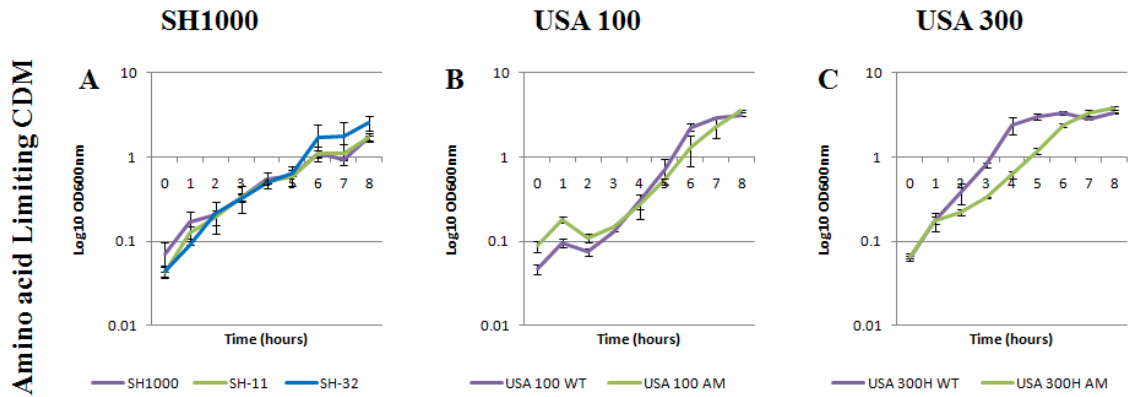 SH1000
USA 100
USA 300
Amino acid Limiting CDM
A
Log10 OD600nm
10
1
0.1
0.01
0 1 2 3 4 5 6 7 8
Time (hours)
SH1000 SH-11 SH-32
B
Log10 OD600nm
10
1
0.1
0.01
0 1 2 3 4 5 6 7 8
Time (hours)
USA 100 WT USA 100 AM
C
Log10 OD600nm
10
1
0.1
0.01
0 1 2 3 4 5 6 7 8
Time (hours)
USA 300H WT USA 300H AM